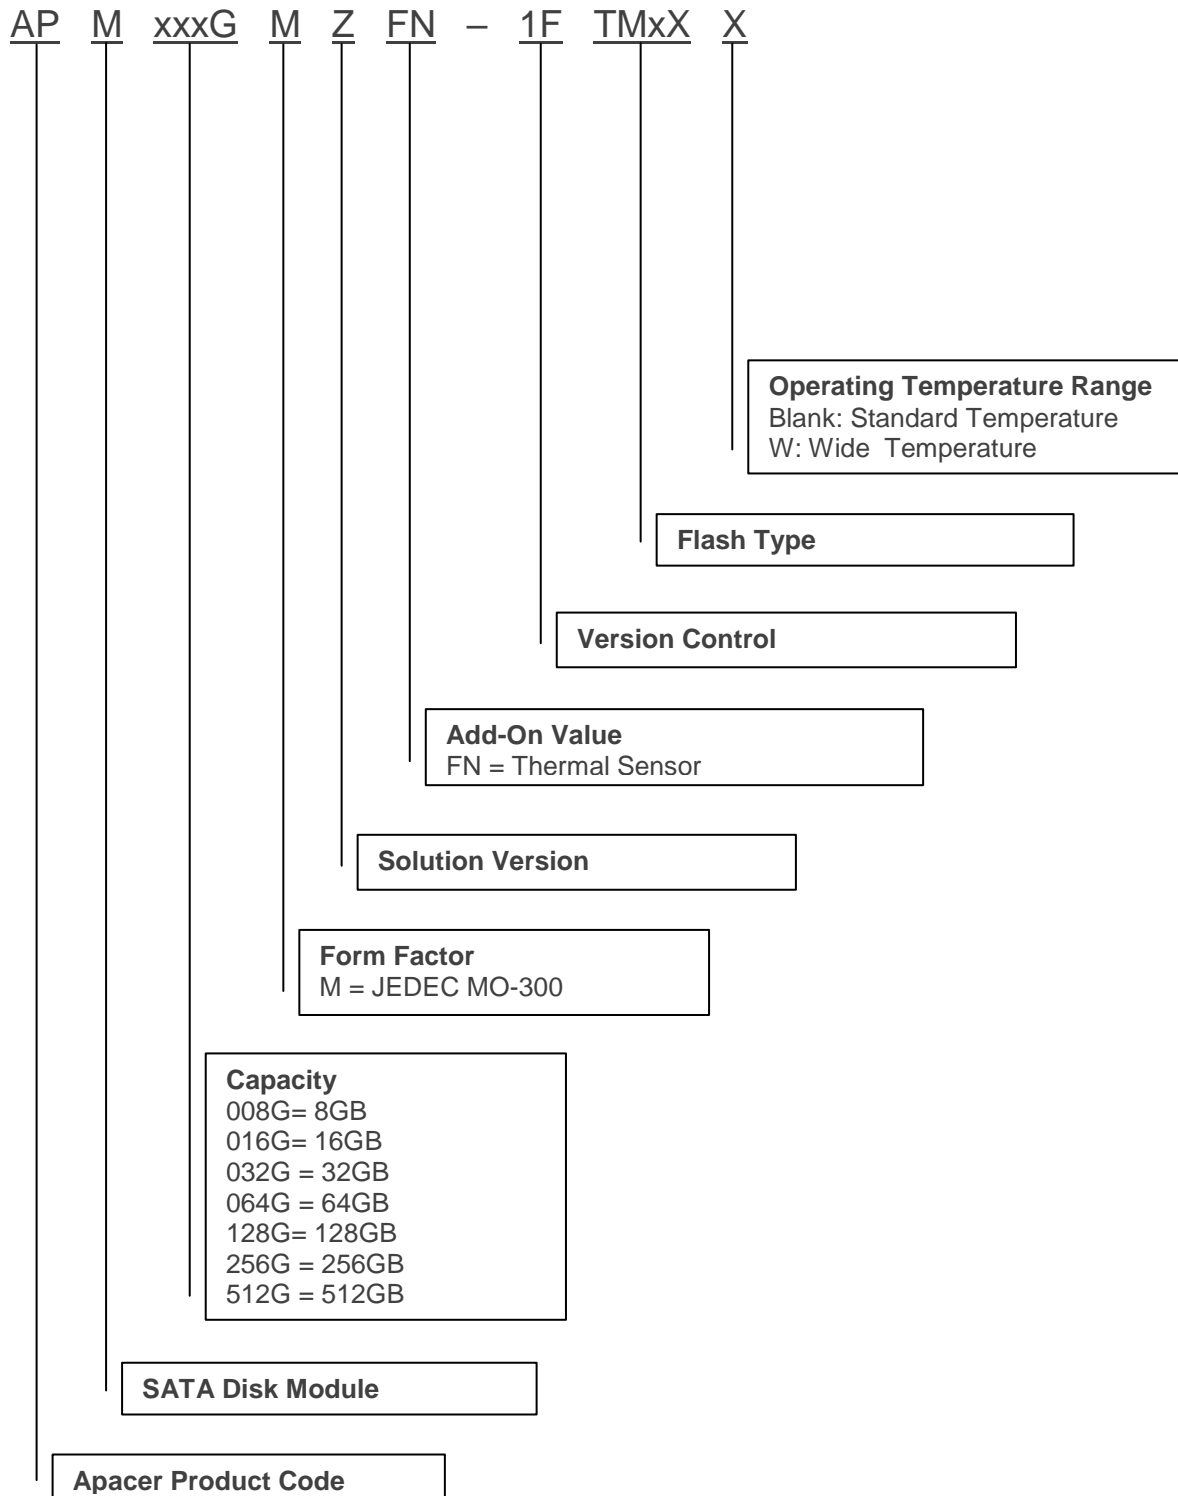 AP M xxxG M Z FN – 1F TMxX X
Operating Temperature Range
Blank: Standard Temperature
W: Wide  Temperature
Flash Type
Version Control
Add-On Value
FN = Thermal Sensor
Solution Version
Form Factor
M = JEDEC MO-300
Capacity
008G= 8GB
016G= 16GB
032G = 32GB
064G = 64GB
128G= 128GB
256G = 256GB
512G = 512GB
SATA Disk Module
Apacer Product Code